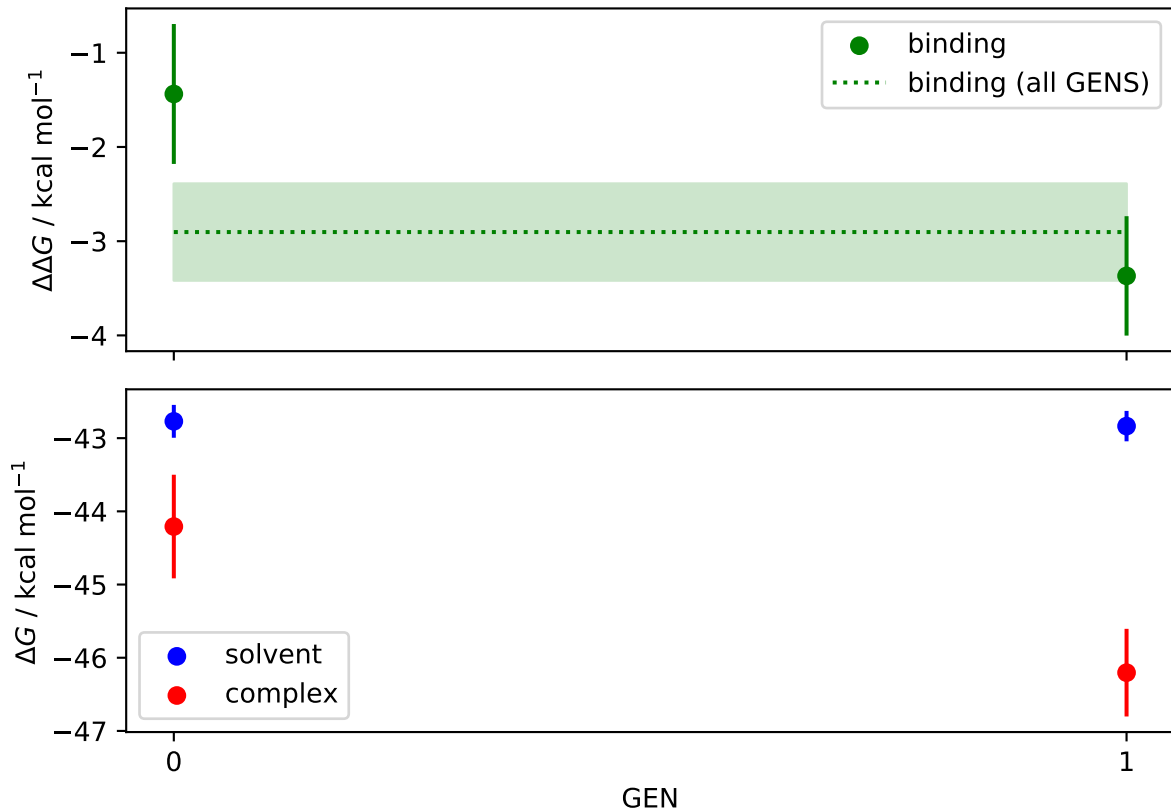 −1
−2
−3
−4
ΔΔG / kcal mol⁻¹
binding
binding (all GENS)
−43
−44
−45
−46
−47
ΔG / kcal mol⁻¹
solvent
complex
0
1
GEN